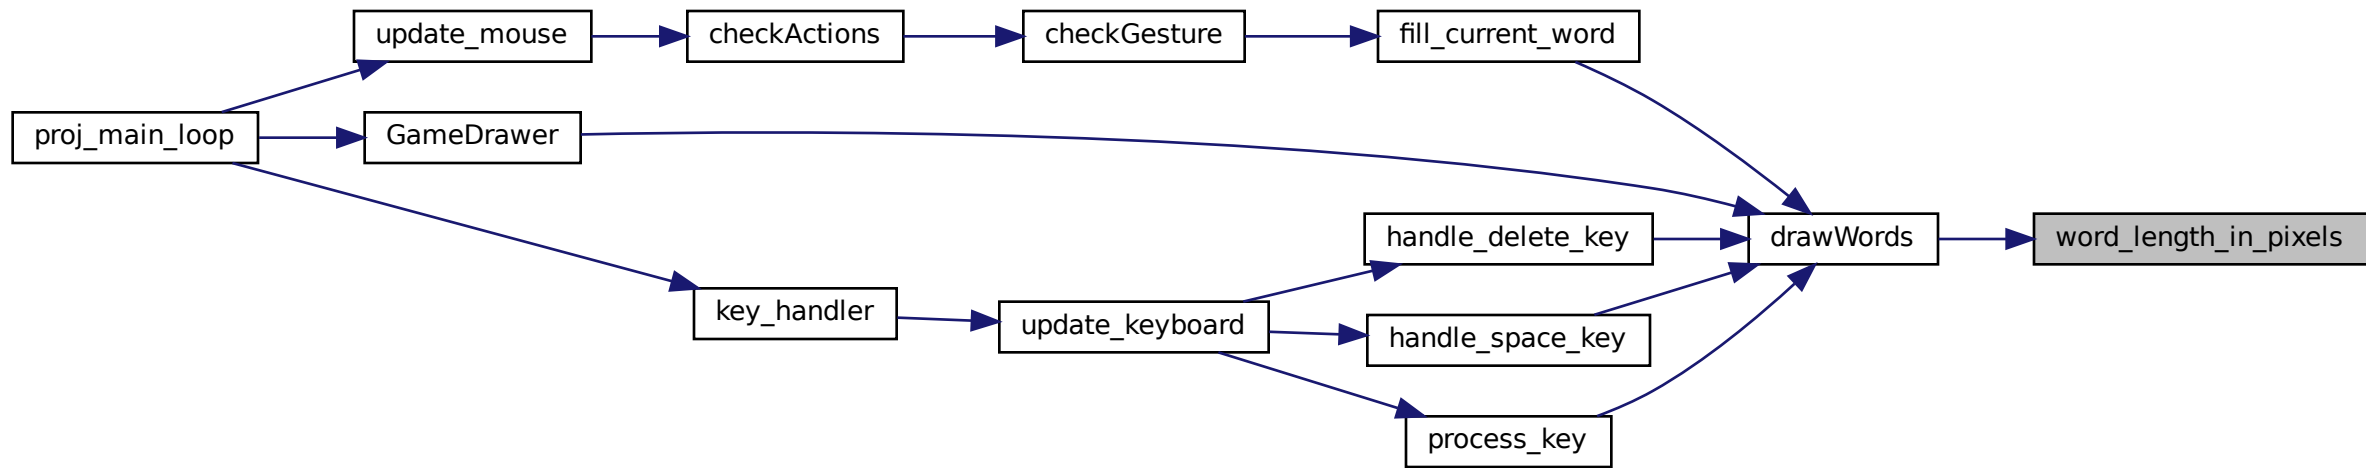 update_mouse
checkActions
checkGesture
fill_current_word
proj_main_loop
GameDrawer
handle_delete_key
drawWords
word_length_in_pixels
key_handler
update_keyboard
handle_space_key
process_key